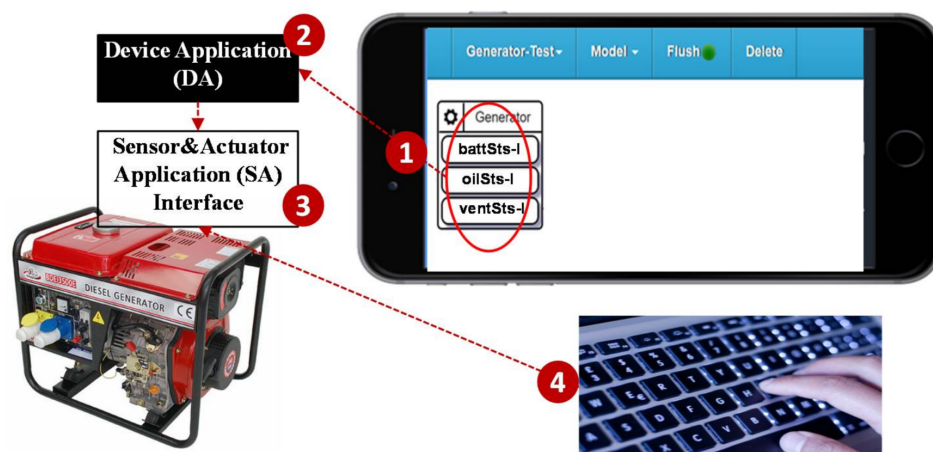 Device Application
(DA)
2
Sensor&Actuator
Application (SA)
Interface
3
1
4
Generator-Test
Model
Flush
Delete
Generator
battSts-I
oilSts-I
ventSts-I
BDE13500E
DIESEL GENERATOR
CE
E
R
T
D
F
G
H
X
C
V
B